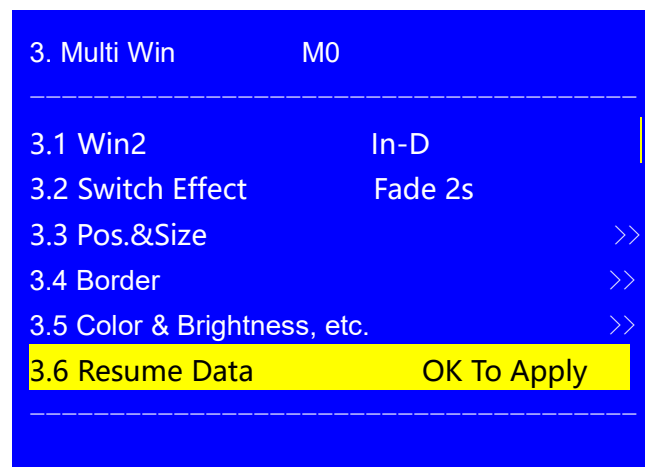 3. Multi Win M0
3.1 Win2 In-D
3.2 Switch Effect Fade 2s
3.3 Pos.&Size >>
3.4 Border >>
3.5 Color & Brightness, etc. >>
3.6 Resume Data OK To Apply